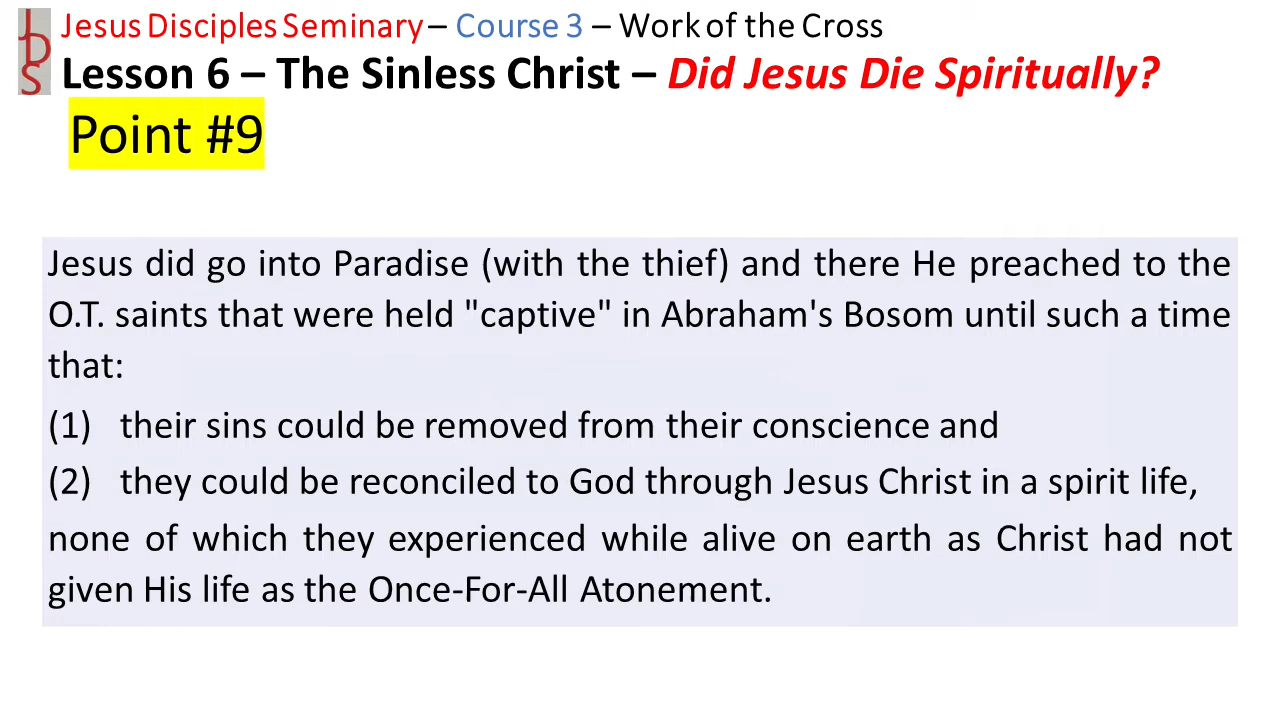 JDS
Jesus Disciples Seminary – Course 3 – Work of the Cross
Lesson 6 – The Sinless Christ – Did Jesus Die Spiritually?
Point #9
Jesus did go into Paradise (with the thief) and there He preached to the
O.T. saints that were held "captive" in Abraham's Bosom until such a time
that:
(1) their sins could be removed from their conscience and
(2) they could be reconciled to God through Jesus Christ in a spirit life,
none of which they experienced while alive on earth as Christ had not
given His life as the Once-For-All Atonement.